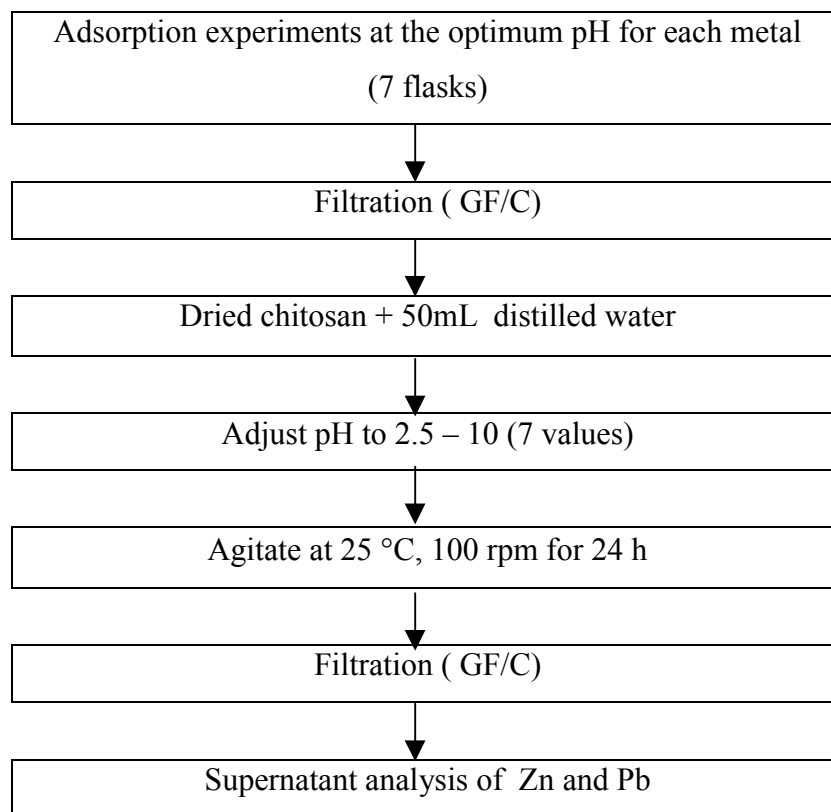 Adsorption experiments at the optimum pH for each metal
(7 flasks)
Filtration ( GF/C)
Dried chitosan + 50mL  distilled water
Adjust pH to 2.5 – 10 (7 values)
Agitate at 25 °C, 100 rpm for 24 h
Filtration ( GF/C)
Supernatant analysis of  Zn and Pb